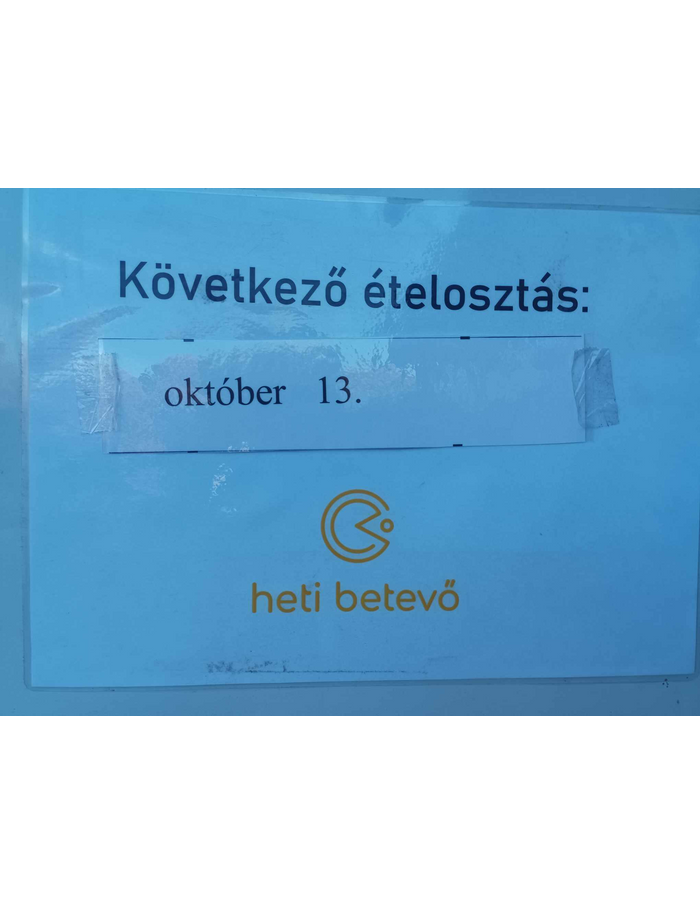 Következő ételosztás:
október 13.
heti betevő